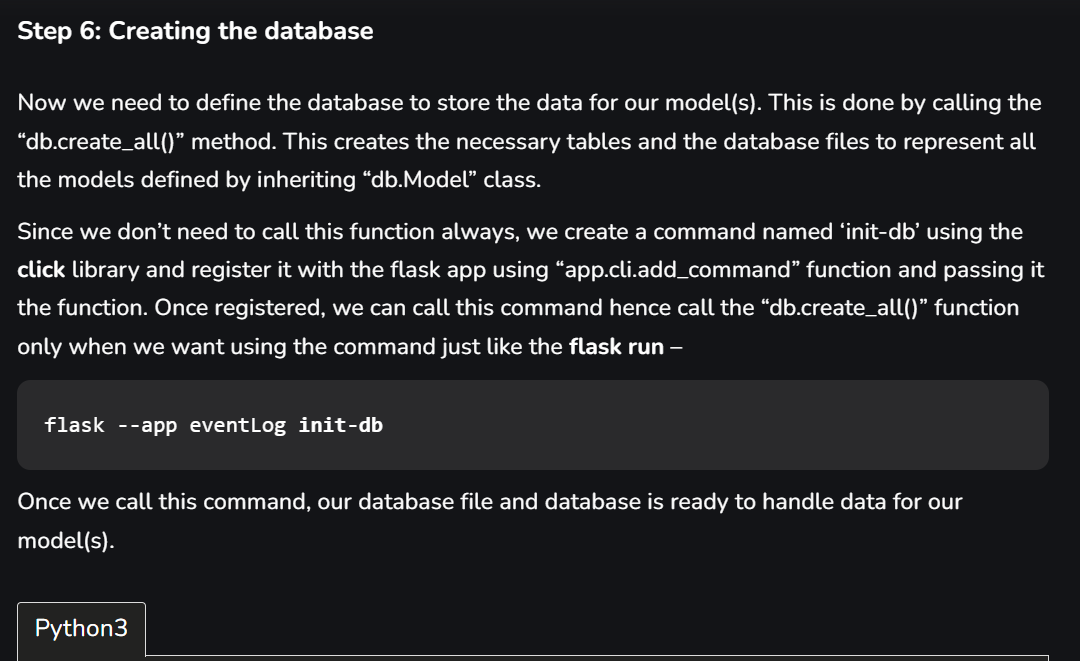 Step 6: Creating the database
Now we need to define the database to store the data for our model(s). This is done by calling the
“db.create_all()” method. This creates the necessary tables and the database files to represent all
the models defined by inheriting “db.Model” class.
Since we don’t need to call this function always, we create a command named ‘init-db’ using the
click library and register it with the flask app using “app.cli.add_command” function and passing it
the function. Once registered, we can call this command hence call the “db.create_all()” function
only when we want using the command just like the flask run –
flask --app eventLog init-db
Once we call this command, our database file and database is ready to handle data for our
model(s).
Python3